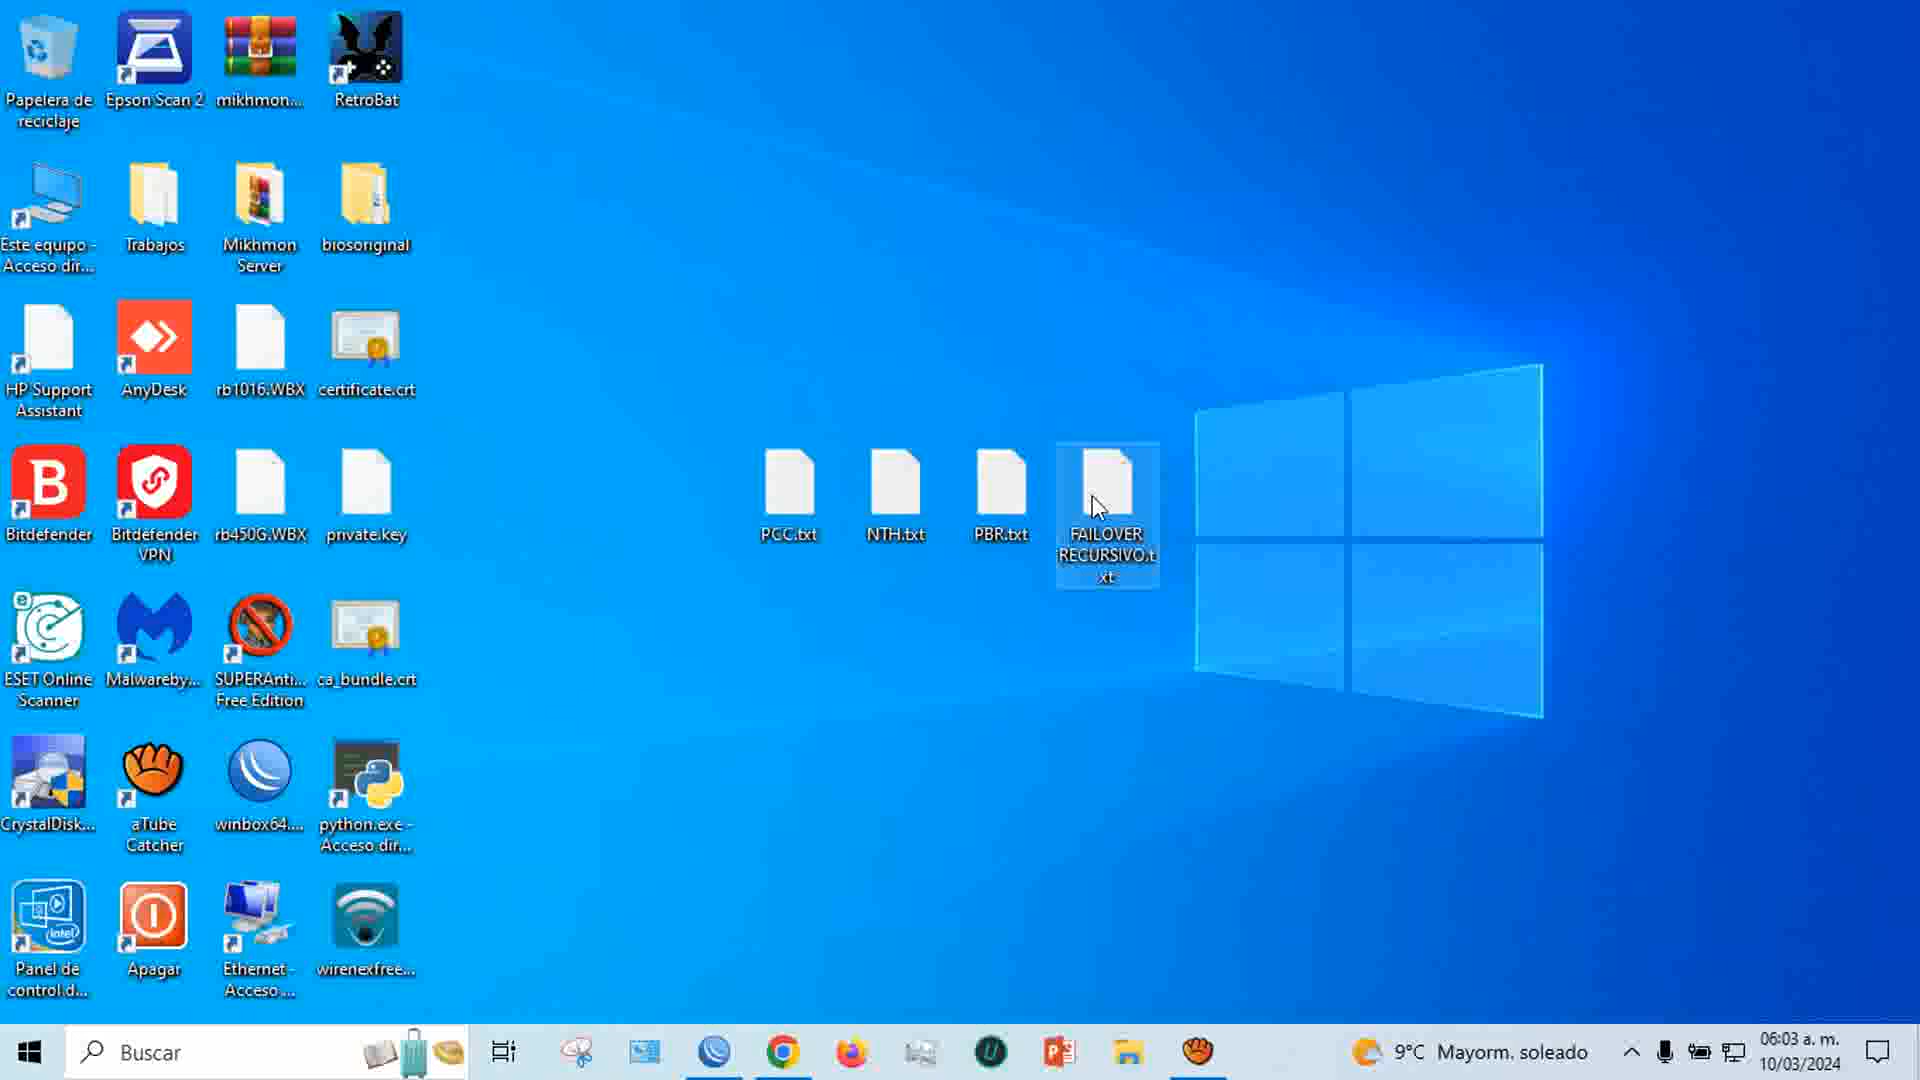 Papelera de
reciclaje
Epson Scan 2
mikhmon....
RetroBat
Este equipo -
Acceso dir...
Trabajos
Mikhmon
Server
biosoriginal
HP Support
Assistant
AnyDesk
rb1016.WBX
certificate.crt
Bitdefender
Bitdefender
VPN
rb450G.WBX
private.key
PCC.txt
NTH.txt
PBR.txt
FAILOVER
RECURSIVO.t
xt
ESET Online
Scanner
Malwareby...
SUPERAnti...
Free Edition
ca_bundle.crt
CrystalDisk...
aTube
Catcher
winbox64....
python.exe -
Acceso dir...
intel
Panel de
control d...
Apagar
Ethernet -
Acceso ...
wirenexfree...
Buscar
9°C Mayorm. soleado
06:03 a. m.
10/03/2024